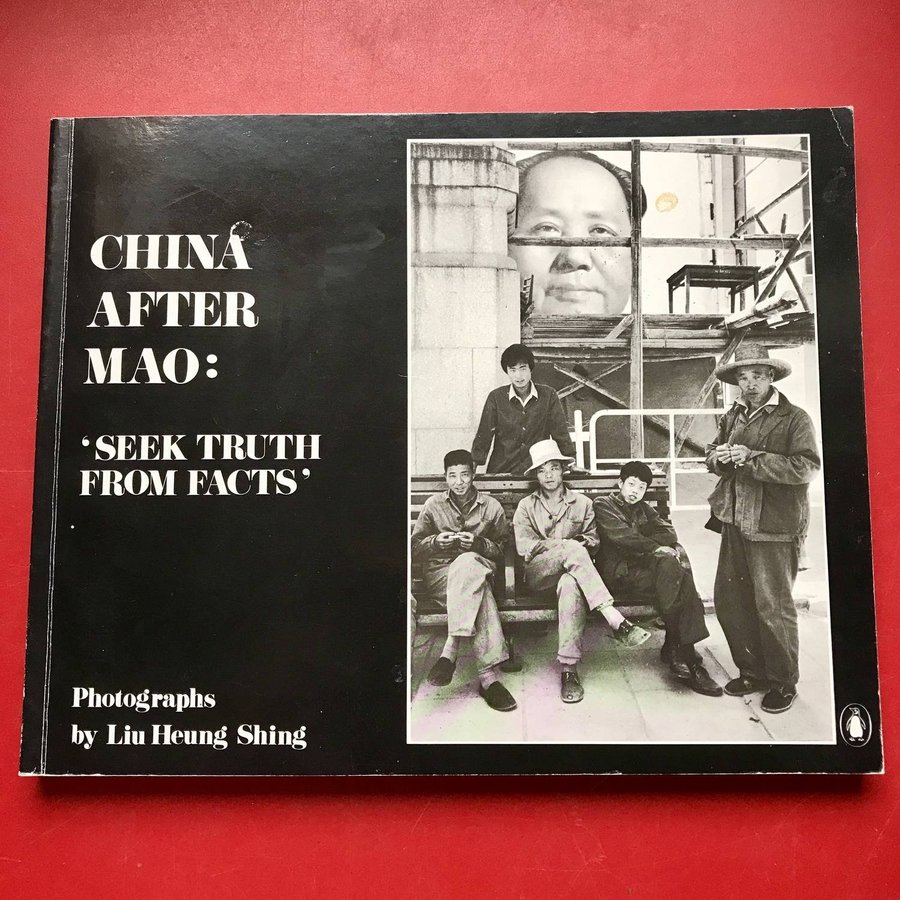 CHINA
AFTER
MAO:
‘SEEK TRUTH
FROM FACTS’
Photographs
by Liu Heung Shing